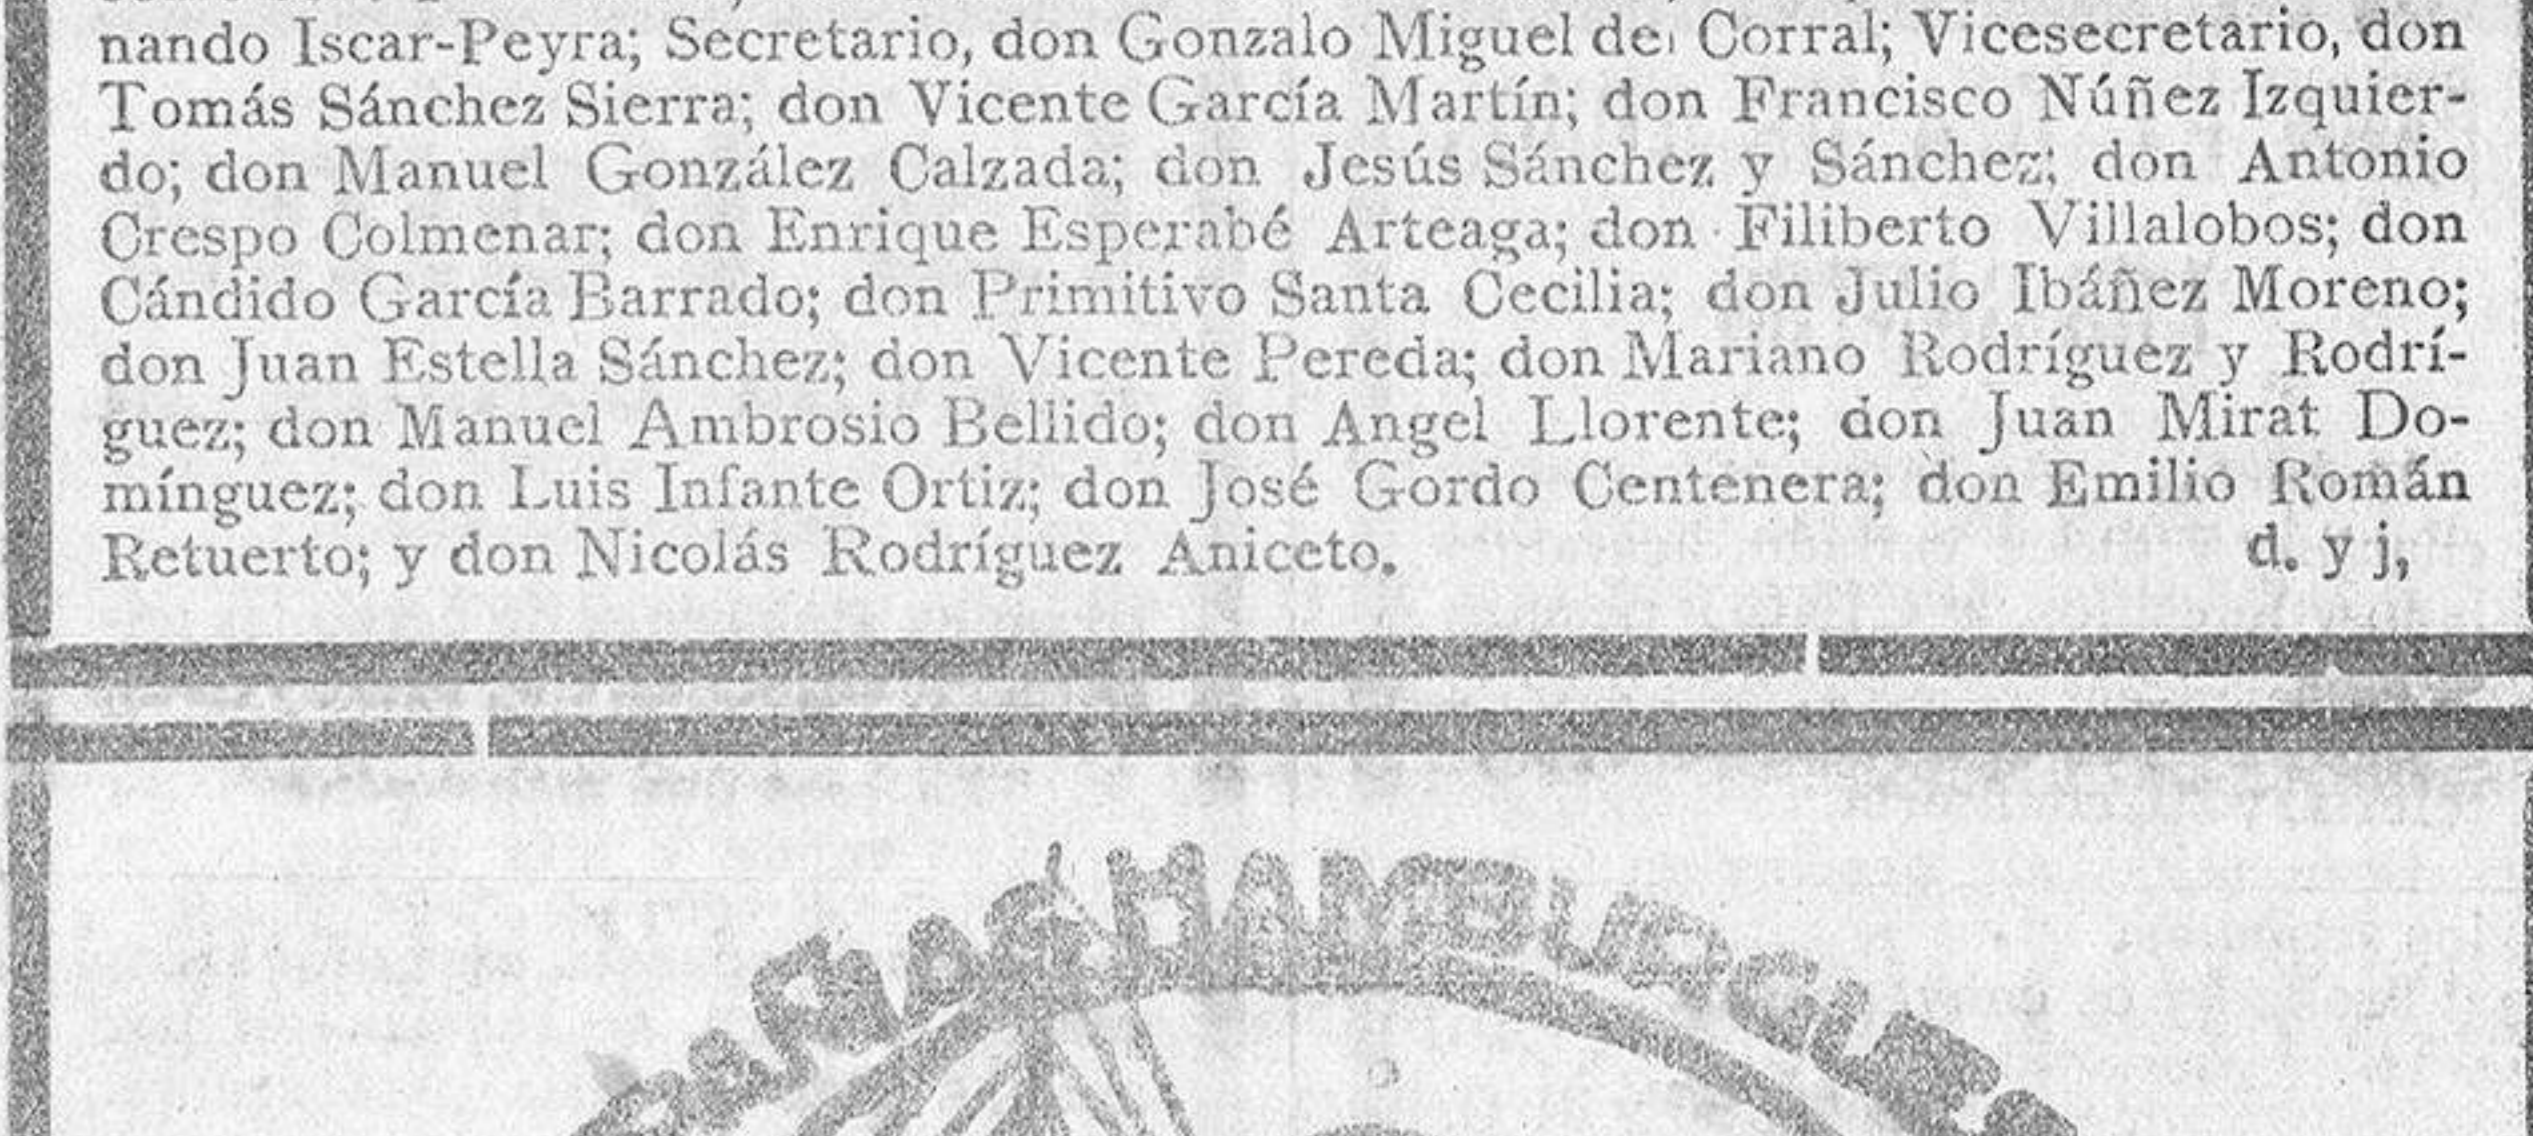 nando Iscar-Peyra; Secretario, don Gonzalo Miguel del Corral; Vicesecretario, don
Tomás Sánchez Sierra; don Vicente García Martín; don Francisco Núñez Izquier-
do; don Manuel González Calzada; don Jesús Sánchez y Sánchez; don Antonio
Crespo Colmenar; don Enrique Esperabé Arteaga; don Filiberto Villalobos; don
Cándido García Barrado; don Primitivo Santa Cecilia; don Julio Ibáñez Moreno;
don Juan Estella Sánchez; don Vicente Pereda; don Mariano Rodríguez y Rodrí-
guez; don Manuel Ambrosio Bellido; don Angel Llorente; don Juan Mirat Do-
mínguez; don Luis Infante Ortiz; don José Gordo Centenera; don Emilio Román
Retuerto; y don Nicolás Rodríguez Aniceto. d. y j,
HAMBURGUES